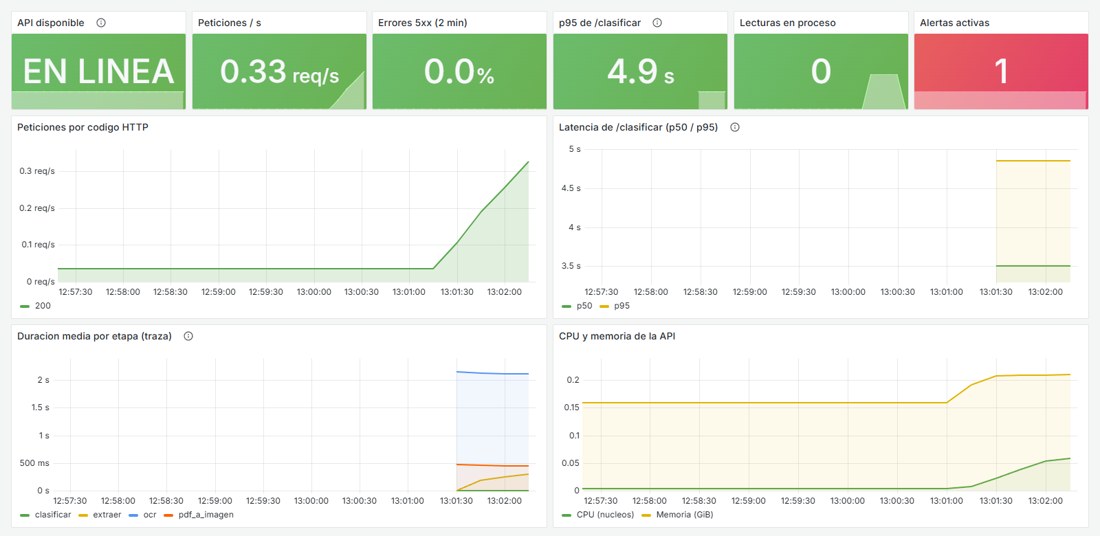 API disponible
Peticiones / s
Errores 5xx (2 min)
p95 de /clasificar
Lecturas en proceso
Alertas activas
EN LINEA
0.33 req/s
0.0%
4.9 s
0
1
Peticiones por codigo HTTP
0.3 req/s
0.2 req/s
0.1 req/s
0 req/s
12:57:30 12:58:00 12:58:30 12:59:00 12:59:30 13:00:00 13:00:30 13:01:00 13:01:30 13:02:00
200
Latencia de /clasificar (p50 / p95)
5 s
4.5 s
4 s
3.5 s
12:57:30 12:58:00 12:58:30 12:59:00 12:59:30 13:00:00 13:00:30 13:01:00 13:01:30 13:02:00
p50 p95
Duracion media por etapa (traza)
2 s
1.5 s
1 s
500 ms
0 s
12:57:30 12:58:00 12:58:30 12:59:00 12:59:30 13:00:00 13:00:30 13:01:00 13:01:30 13:02:00
clasificar extraer ocr pdf_a_imagen
CPU y memoria de la API
0.2
0.15
0.1
0.05
0
12:57:30 12:58:00 12:58:30 12:59:00 12:59:30 13:00:00 13:00:30 13:01:00 13:01:30 13:02:00
CPU (nucleos) Memoria (GiB)